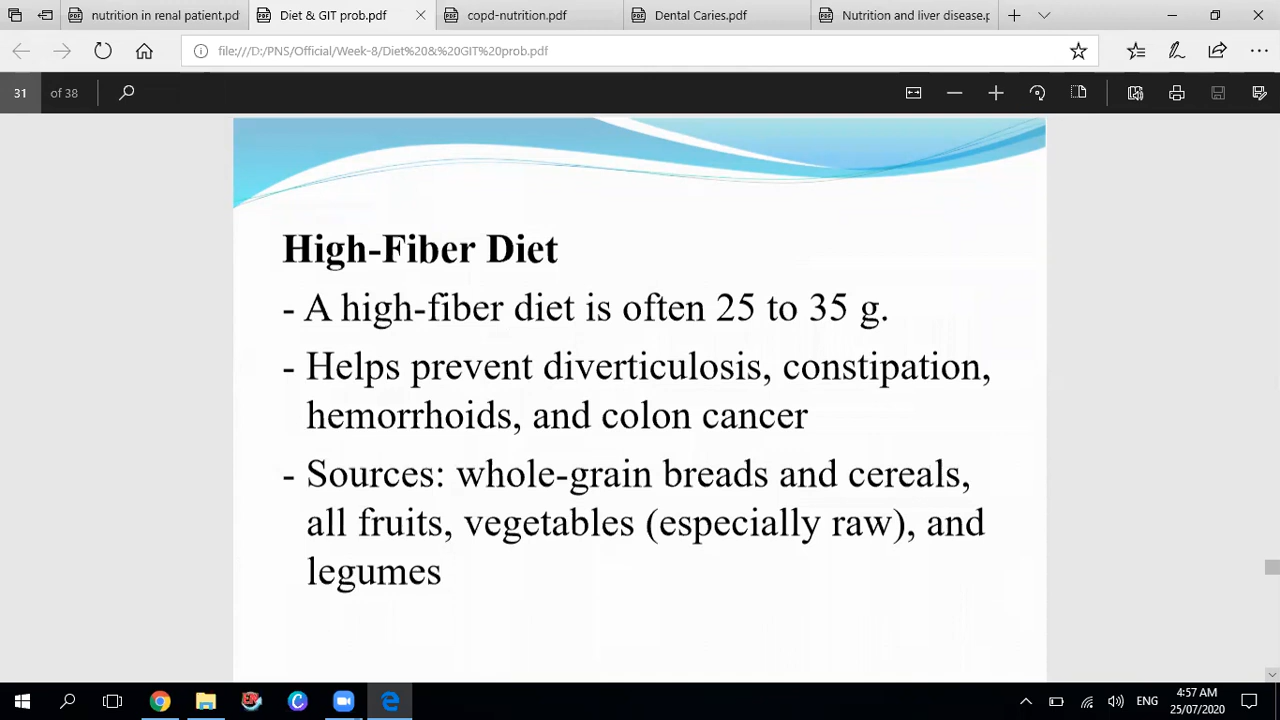 nutrition in renal patient.pd
Diet & GIT prob.pdf
copd-nutrition.pdf
Dental Caries.pdf
Nutrition and liver disease.p
file:///D:/PNS/Official/Week-8/Diet%20&%20GIT%20prob.pdf
31 of 38
High-Fiber Diet
- A high-fiber diet is often 25 to 35 g.
- Helps prevent diverticulosis, constipation,
hemorrhoids, and colon cancer
- Sources: whole-grain breads and cereals,
all fruits, vegetables (especially raw), and
legumes
ENG
4:57 AM
25/07/2020